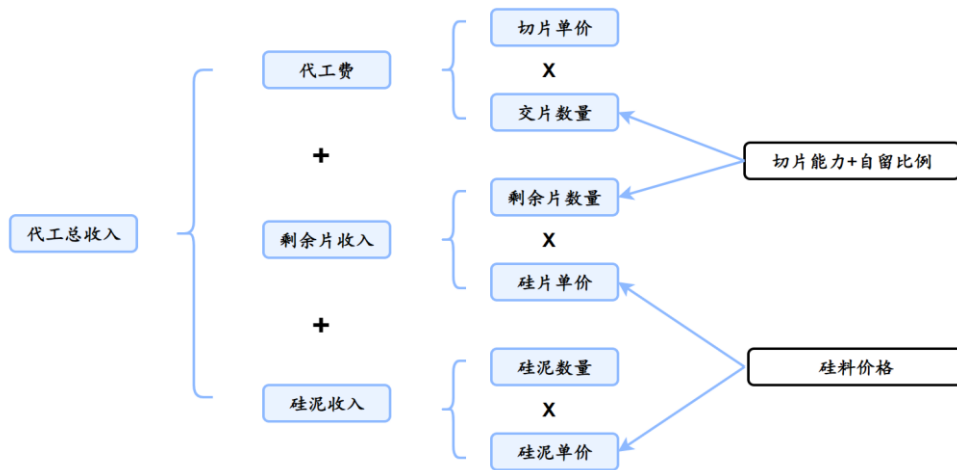 切片单价
代工费
X
交片数量
+
切片能力+自留比例
剩余片数量
代工总收入
剩余片收入
X
硅片单价
+
硅泥数量
硅料价格
硅泥收入
X
硅泥单价